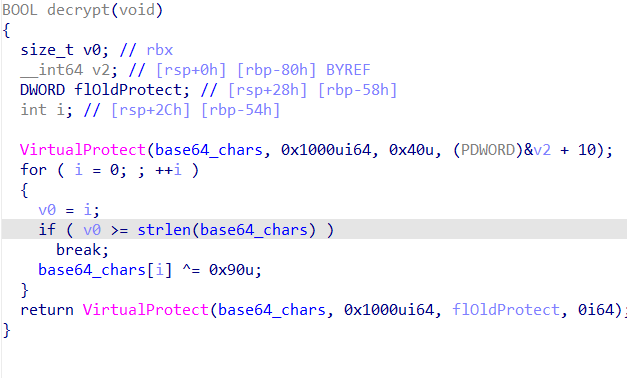 BOOL decrypt(void)
{
  size_t v0; // rbx
  __int64 v2; // [rsp+0h] [rbp-80h] BYREF
  DWORD flOldProtect; // [rsp+28h] [rbp-58h]
  int i; // [rsp+2Ch] [rbp-54h]

  VirtualProtect(base64_chars, 0x1000ui64, 0x40u, (PDWORD)&v2 + 10);
  for ( i = 0; ; ++i )
  {
    v0 = i;
    if ( v0 >= strlen(base64_chars) )
      break;
    base64_chars[i] ^= 0x90u;
  }
  return VirtualProtect(base64_chars, 0x1000ui64, flOldProtect, 0i64);
}